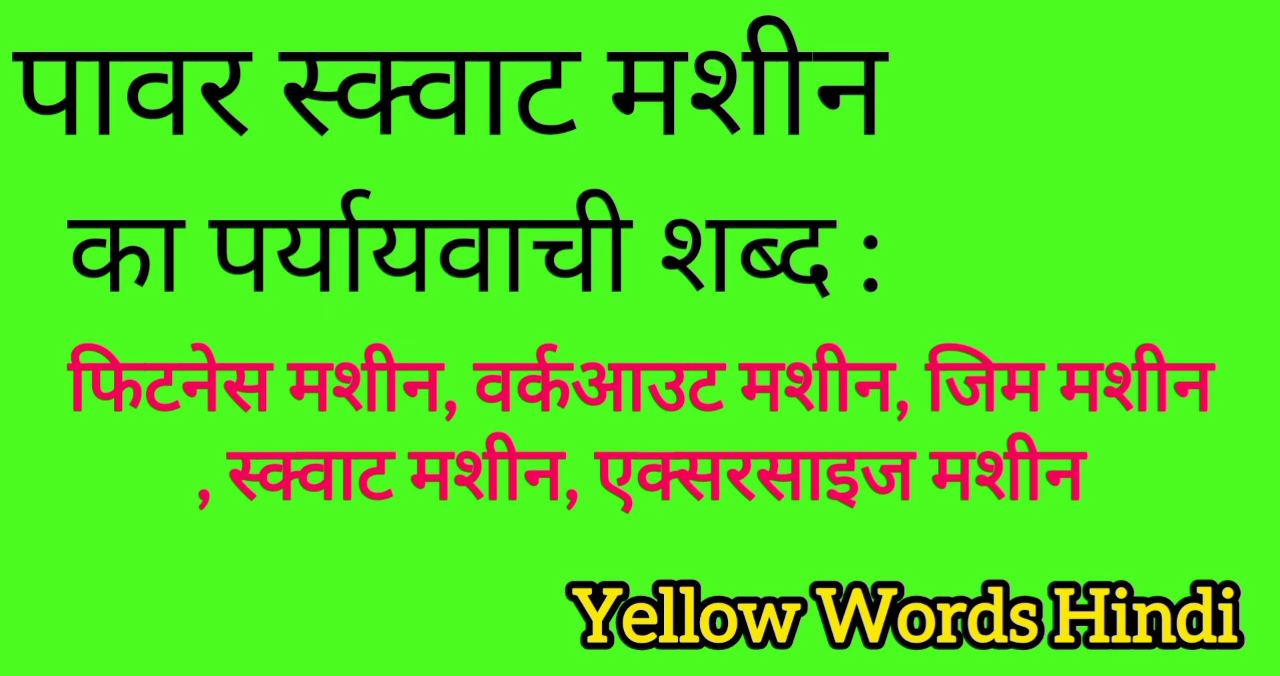 पावर स्क्वाट मशीन
का पर्यायवाची शब्द :
फिटनेस मशीन, वर्कआउट मशीन, जिम मशीन
, स्क्वाट मशीन, एक्सरसाइज मशीन
Yellow Words Hindi